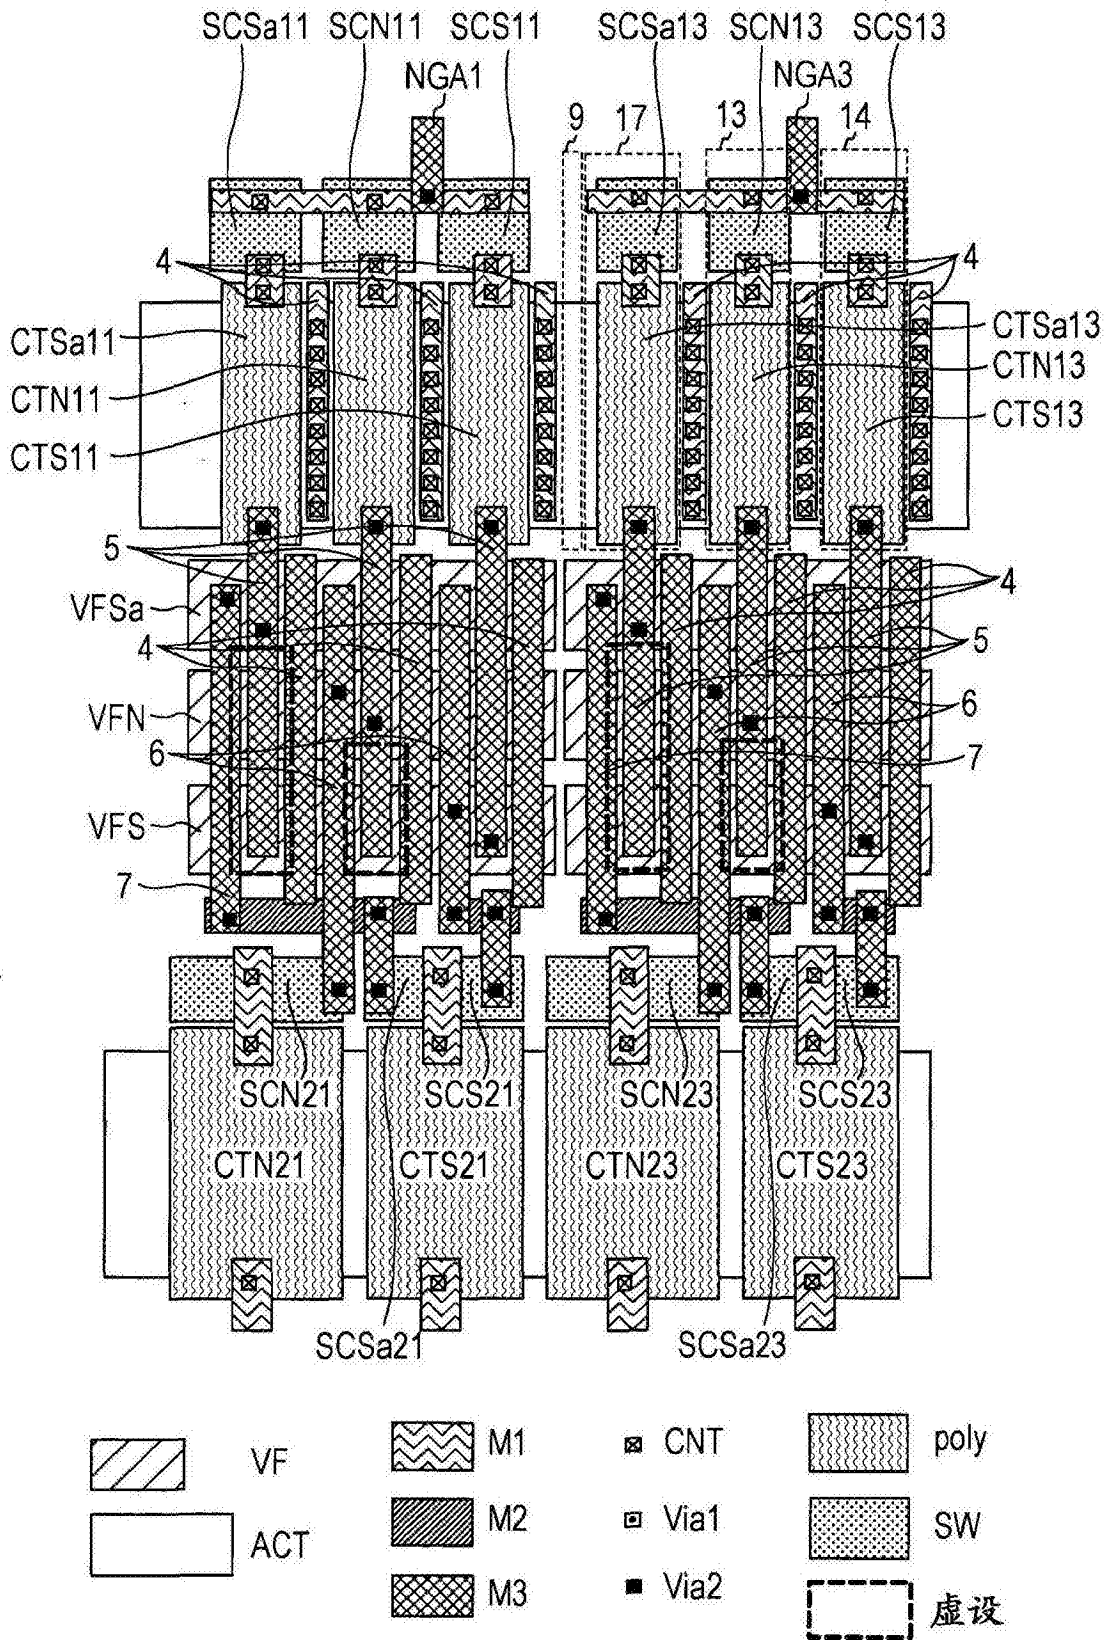 SCSa11 SCN11 SCS11 SCSa13 SCN13 SCS13
NGA1 NGA3
9 17 13 14
4 4
CTSa11 CTSa13
CTN11 CTN13
CTS11 CTS13
5 4
VFSa
4 5
VFN 6
6 7
VFS
7
SCN21 SCS21 SCN23 SCS23
CTN21 CTS21 CTN23 CTS23
SCSa21 SCSa23
VF M1 CNT poly
ACT M2 Via1 SW
M3 Via2 虚设